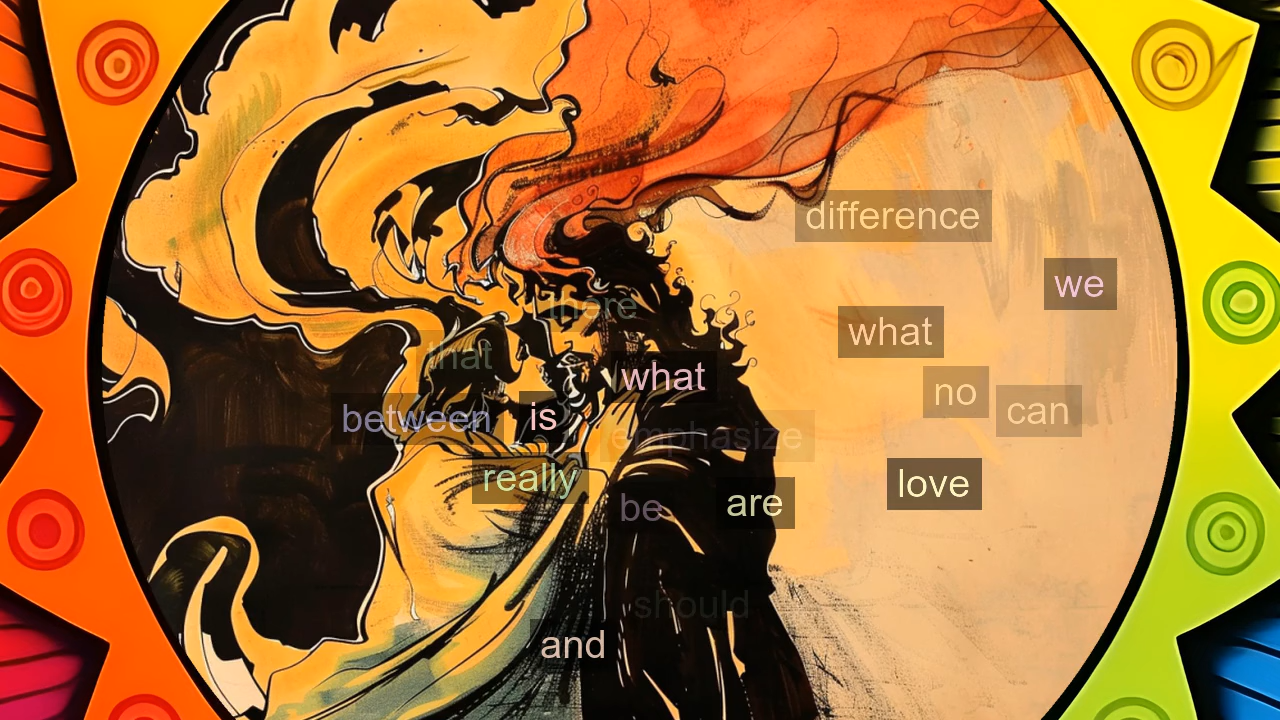 difference
we
there
what
that
what
no
can
between
is
emphasize
really
love
be
are
should
and